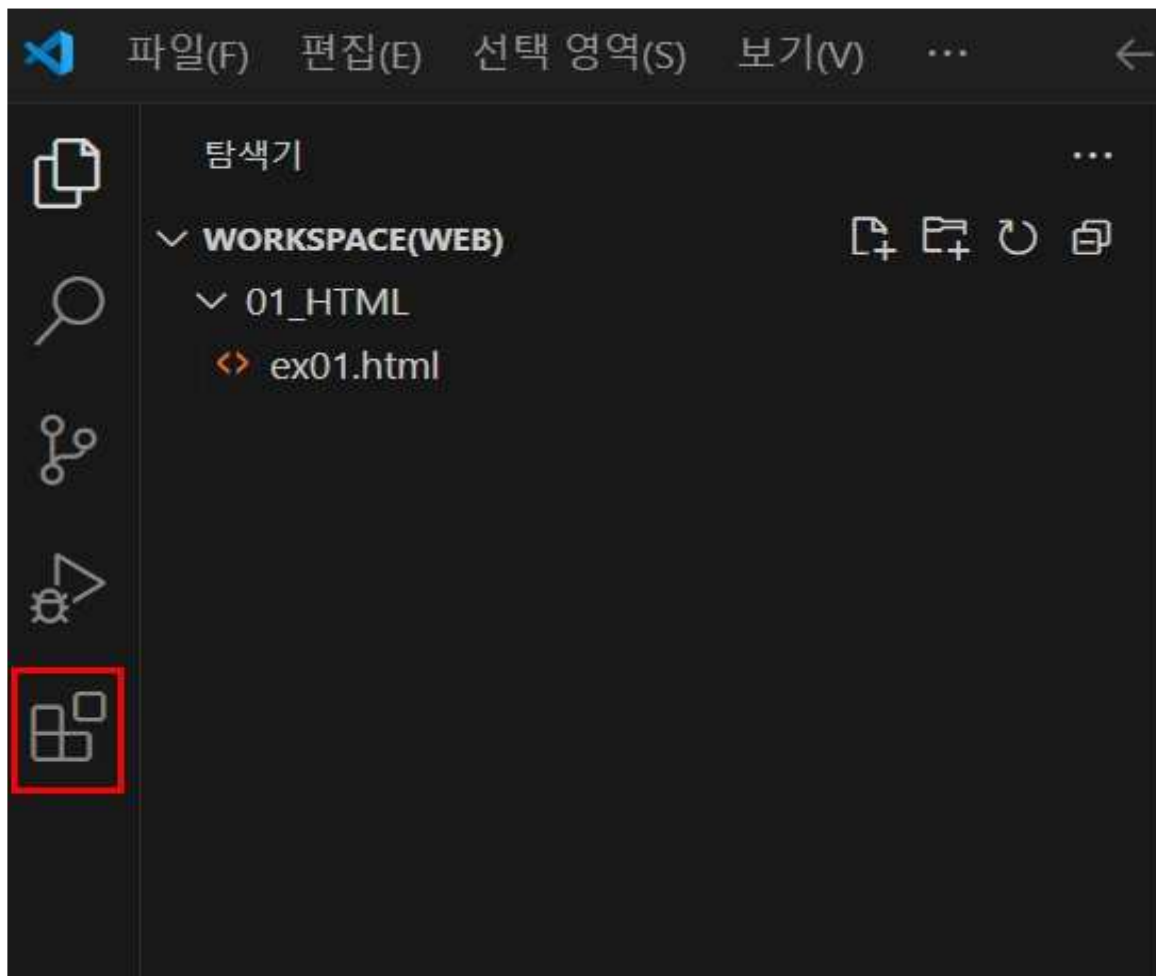 파일(F) 편집(E) 선택 영역(S) 보기(V) ···
탐색기 ···
WORKSPACE(WEB)
01_HTML
<> ex01.html